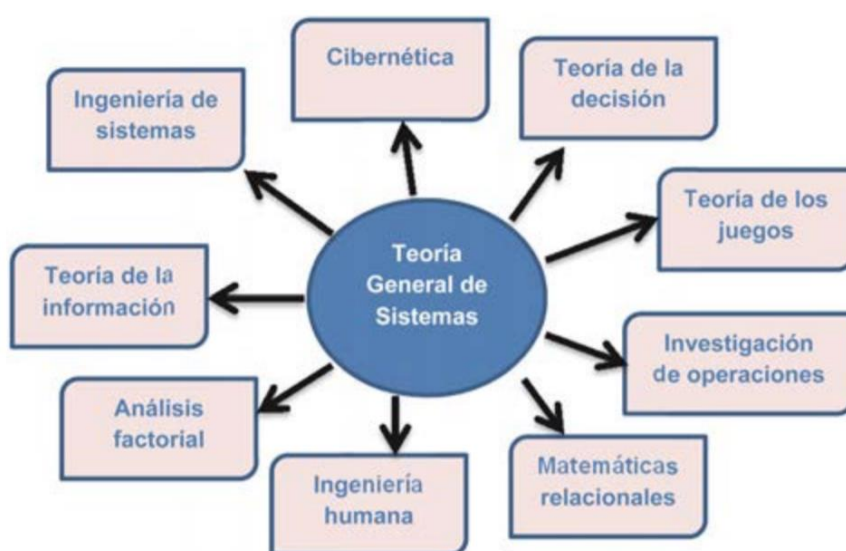 Cibernética
Teoría de la
decisión
Ingeniería de
sistemas
Teoría de los
juegos
Teoría
General de
Sistemas
Teoría de la
información
Investigación
de operaciones
Análisis
factorial
Matemáticas
relacionales
Ingeniería
humana